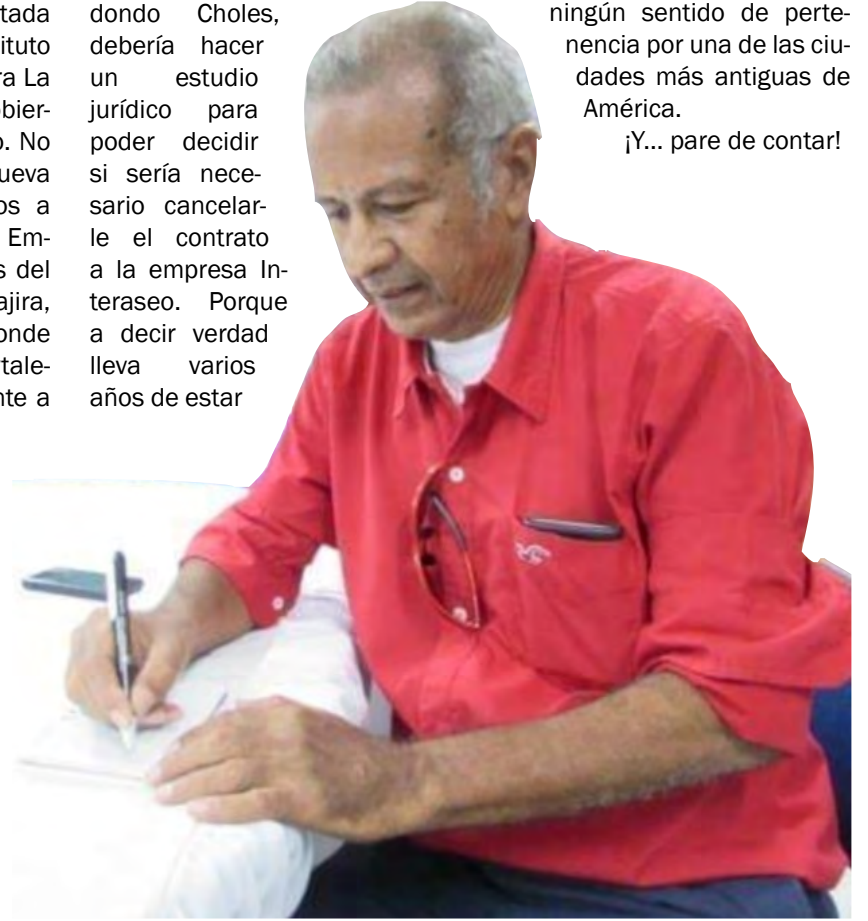 tada
ituto
ra La
obier-
o. No
ueva
os a
Em-
s del
ajira,
onde
rtale-
nte a
dondo Choles,
debería hacer
un estudio
jurídico para
poder decidir
si sería nece-
sario cancelar-
le el contrato
a la empresa In-
teraseo. Porque
a decir verdad
lleva varios
años de estar
ningún sentido de perte-
nencia por una de las ciu-
dades más antiguas de
América.
¡Y... pare de contar!